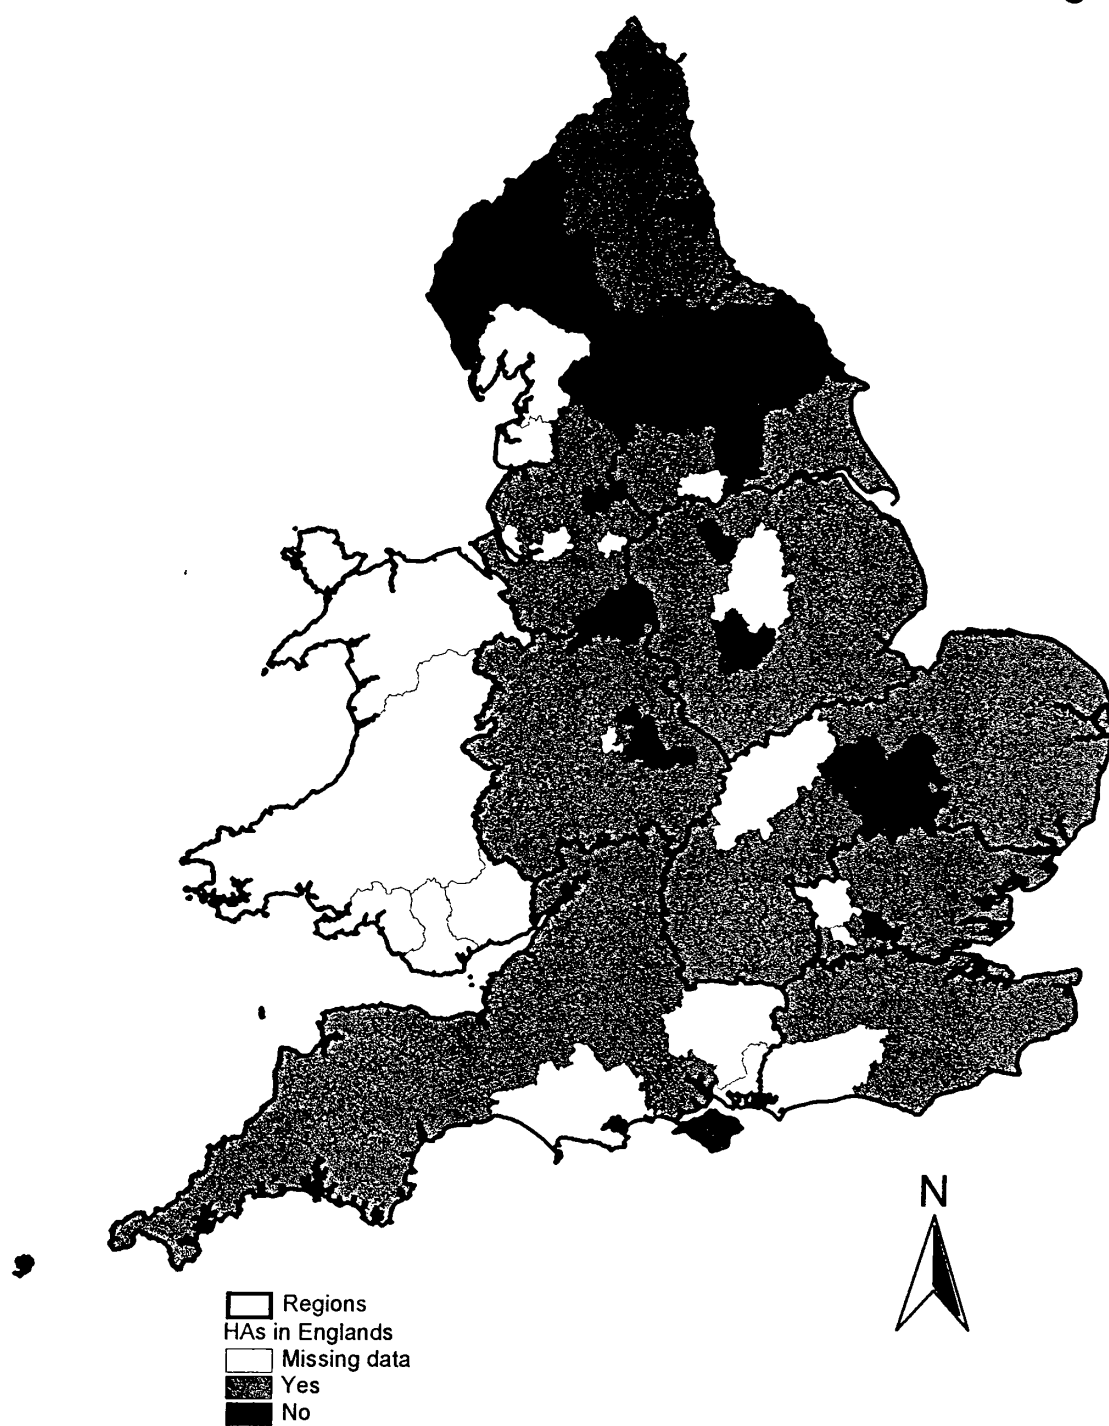 N
Regions
HAs in Englands
Missing data
Yes
No